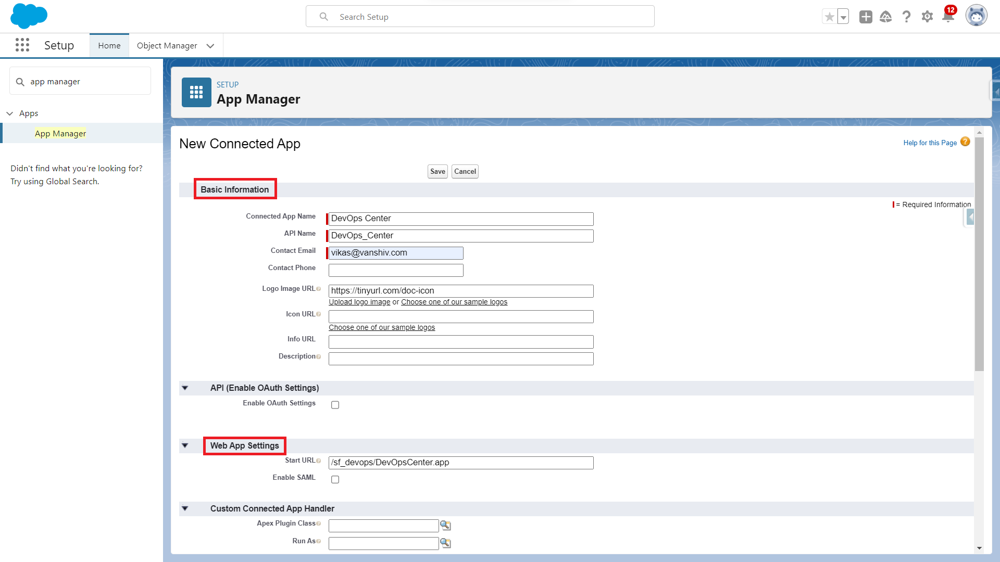 Search Setup
12
Setup
Home
Object Manager
app manager
Apps
App Manager
Didn't find what you're looking for?
Try using Global Search.
SETUP
App Manager
New Connected App
Help for this Page ?
Save Cancel
Basic Information
= Required Information
Connected App Name DevOps Center
API Name DevOps_Center
Contact Email vikas@vanshiv.com
Contact Phone
Logo Image URL https://tinyurl.com/doc-icon
Upload logo image or Choose one of our sample logos
Icon URL
Choose one of our sample logos
Info URL
Description
API (Enable OAuth Settings)
Enable OAuth Settings
Web App Settings
Start URL /sf_devops/DevOpsCenter.app
Enable SAML
Custom Connected App Handler
Apex Plugin Class
Run As